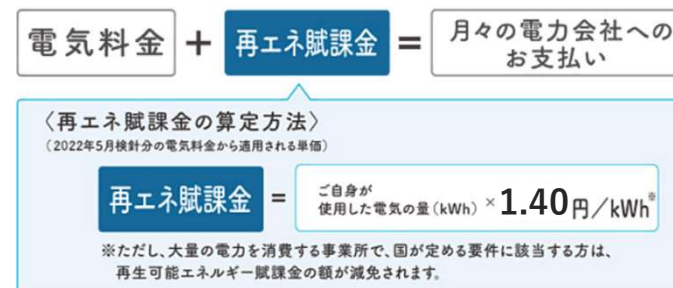 電気料金 + 再エネ賦課金 = 月々の電力会社への
お支払い
〈再エネ賦課金の算定方法〉
(2022年5月検針分の電気料金から適用される単価)
再エネ賦課金 = ご自身が
使用した電気の量(kWh) × 1.40円/kWh※
※ただし、大量の電力を消費する事業所で、国が定める要件に該当する方は、
再生可能エネルギー賦課金の額が減免されます。